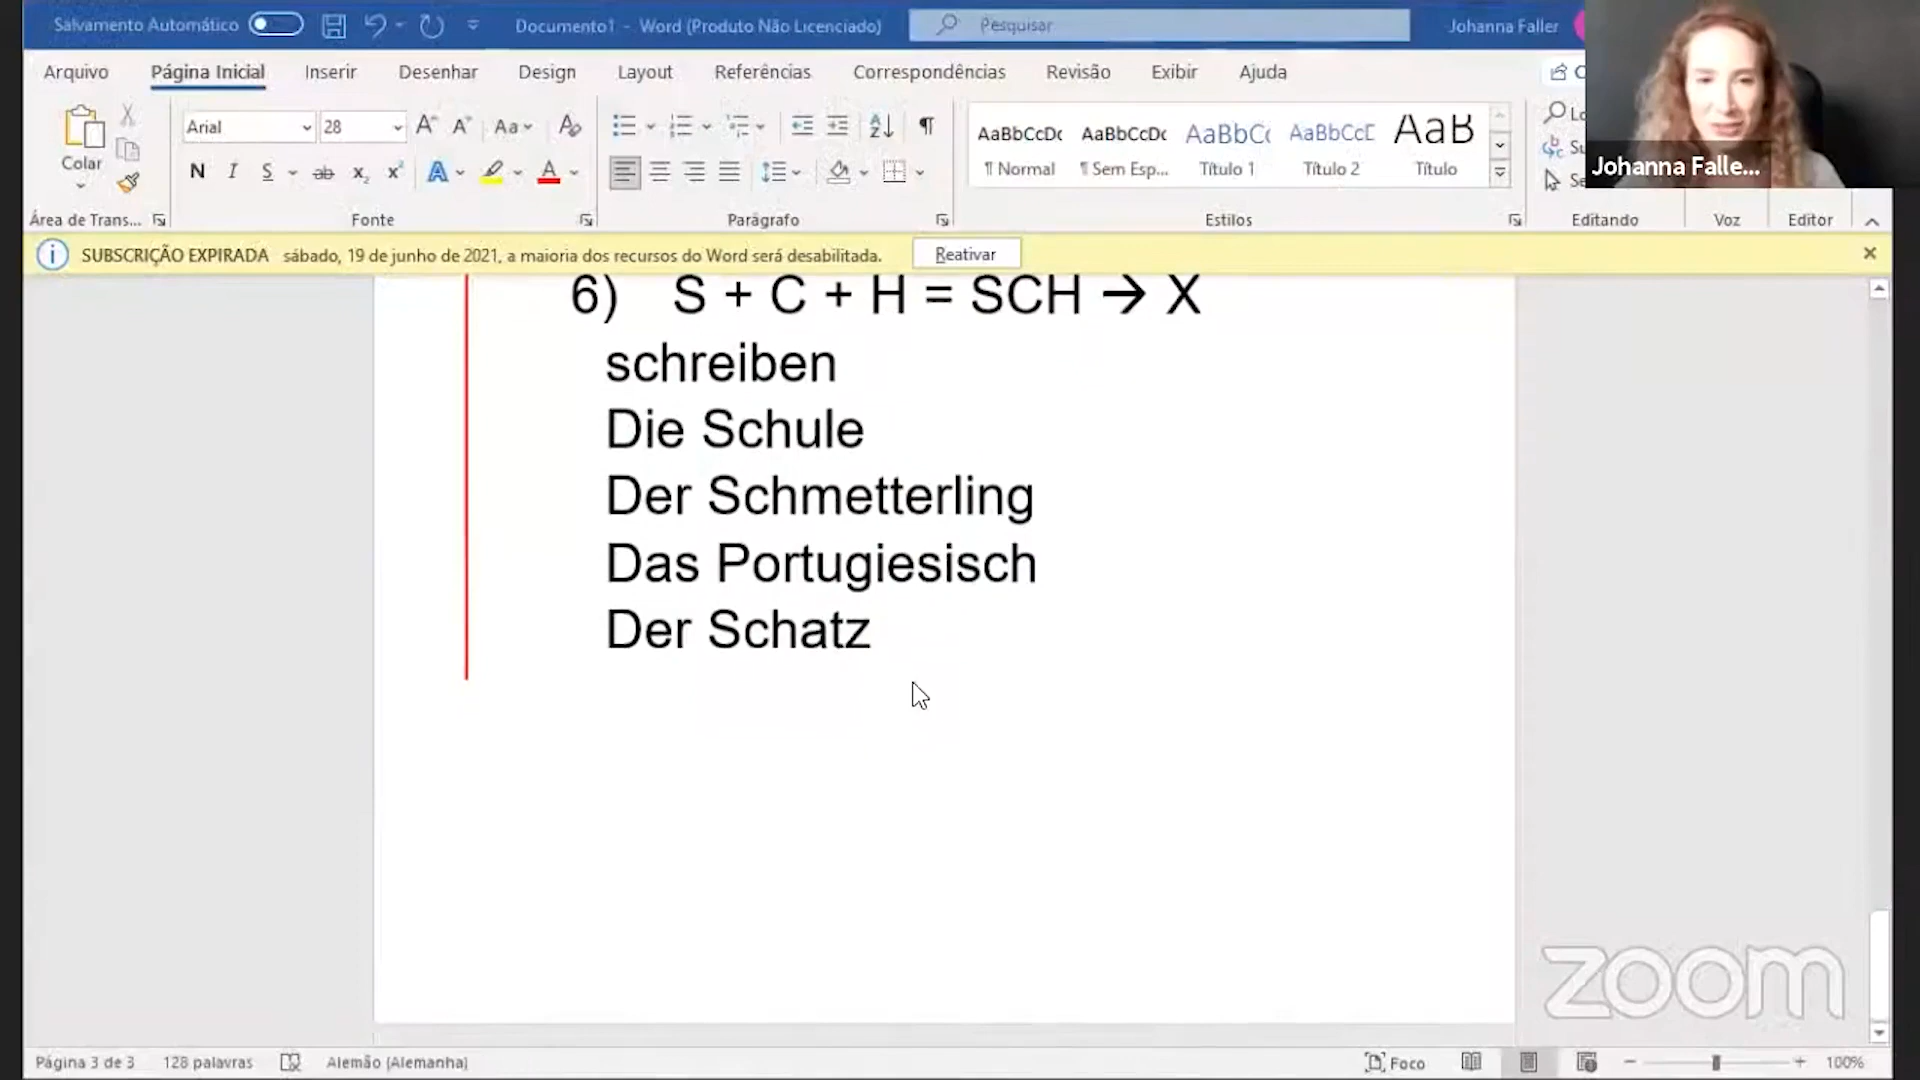 Salvamento Automático Documento1 - Word (Produto Não Licenciado) Pesquisar Johanna Faller
Arquivo Página Inicial Inserir Desenhar Design Layout Referências Correspondências Revisão Exibir Ajuda
Arial 28 Aa
Colar
N I S ab x₂ x² A A
AaBbCcDc AaBbCcDc AaBbC( AaBbCcE AaB
¶ Normal ¶ Sem Esp... Título 1 Título 2 Título
Johanna Falle...
Área de Trans... Fonte Parágrafo Estilos Editando Voz Editor
SUBSCRIÇÃO EXPIRADA sábado, 19 de junho de 2021, a maioria dos recursos do Word será desabilitada. Reativar
6) S + C + H = SCH → X
schreiben
Die Schule
Der Schmetterling
Das Portugiesisch
Der Schatz
zoom
Página 3 de 3 128 palavras Alemão (Alemanha) Foco 100%